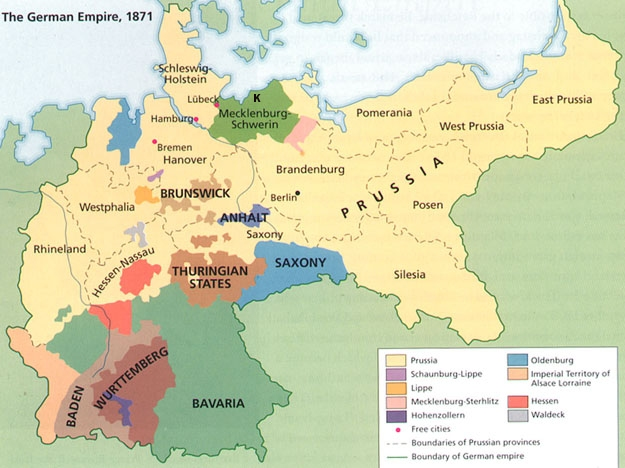 The German Empire, 1871
Schleswig-
Holstein
K
Lübeck
Mecklenburg-
Schwerin
Hamburg
Pomerania
East Prussia
West Prussia
Bremen
Hanover
Brandenburg
BRUNSWICK
Berlin
PRUSSIA
Westphalia
Posen
ANHALT
Saxony
Rhineland
Hessen-Nassau
SAXONY
THURINGIAN
STATES
Silesia
WURTTEMBERG
BADEN
BAVARIA
Prussia
Schaunburg-Lippe
Lippe
Mecklenburg-Sterhlitz
Hohenzollern
Free cities
Boundaries of Prussian provinces
Boundary of German empire
Oldenburg
Imperial Territory of
Alsace Lorraine
Hessen
Waldeck